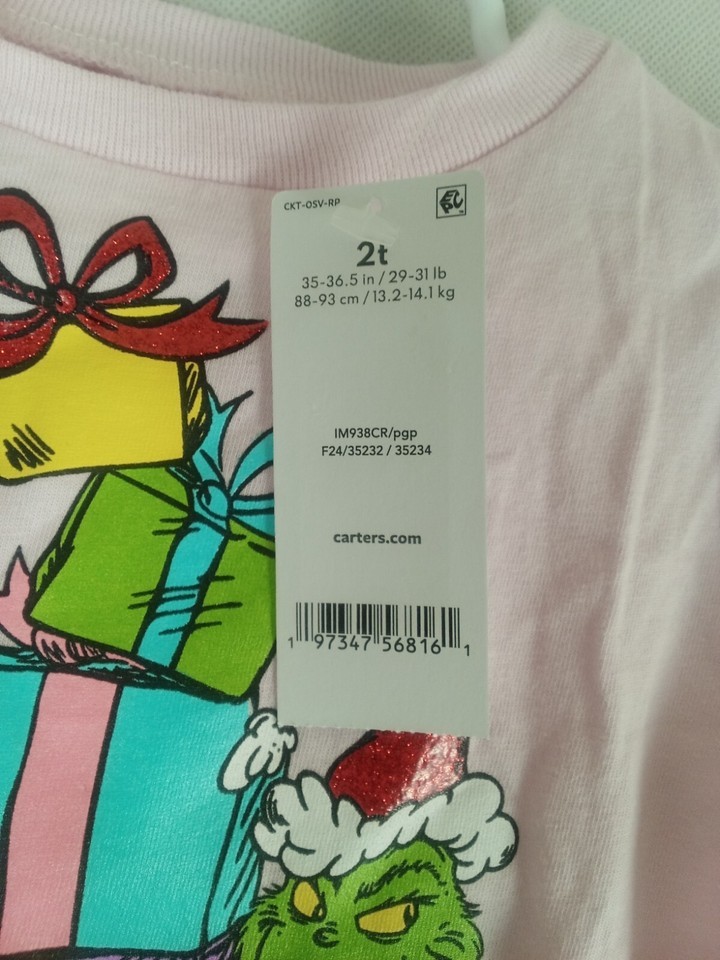 CKT-OSV-RP
EPC
2t
35-36.5 in / 29-31 lb
88-93 cm / 13.2-14.1 kg
IM938CR/pgp
F24/35232 / 35234
carters.com
1 97347 56816 1